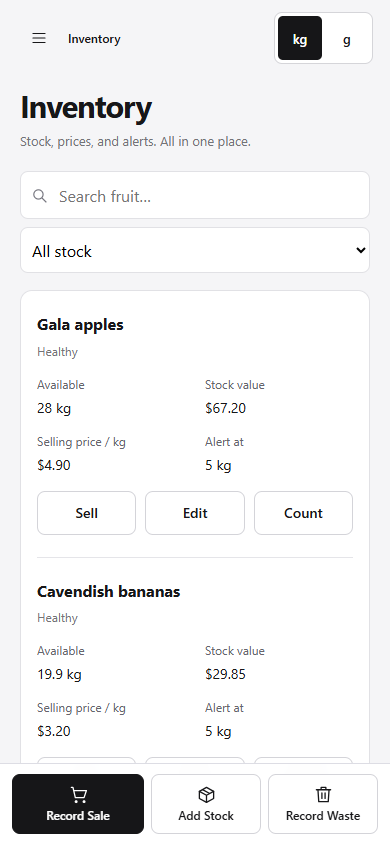 Inventory
kg
g
Inventory
Stock, prices, and alerts. All in one place.
Search fruit...
All stock
Gala apples
Healthy
Available
Stock value
28 kg
$67.20
Selling price / kg
Alert at
$4.90
5 kg
Sell
Edit
Count
Cavendish bananas
Healthy
Available
Stock value
19.9 kg
$29.85
Selling price / kg
Alert at
$3.20
5 kg
Record Sale
Add Stock
Record Waste